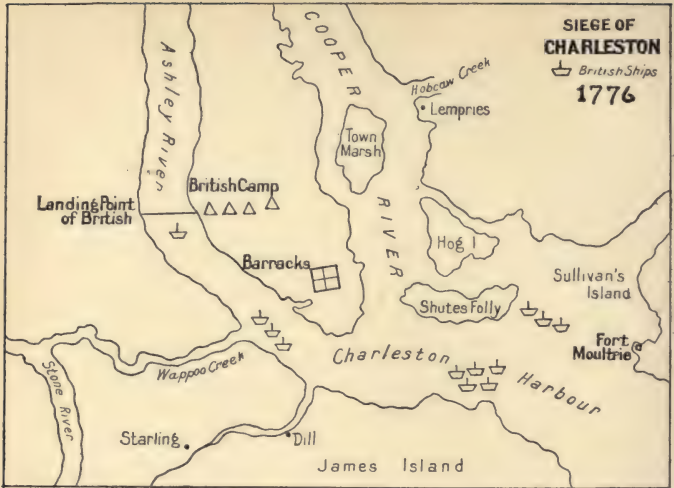 SIEGE OF
CHARLESTON
British Ships
1776
COOPER
RIVER
Ashley River
Hobcaw Creek
Lempries
Town
Marsh
British Camp
Landing Point
of British
Hog I
Barracks
Sullivan's
Island
Shutes Folly
Fort
Moultrie
Charleston
Harbour
Wappoo Creek
Stone River
Starling
Dill
James Island